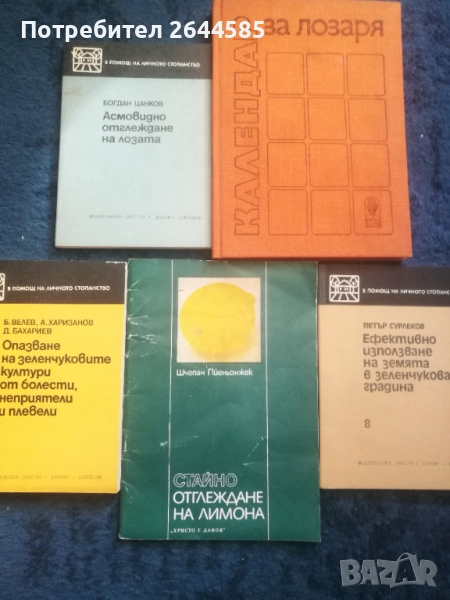 Потребител 2644585
В ПОМОЩ НА ЛИЧНОТО СТОПАНСТВО
БОГДАН ЦАНКОВ
Асмовидно
отглеждане
на лозата
КАЛЕНДАР
за лозаря
В ПОМОЩ НА ЛИЧНОТО СТОПАНСТВО
Б. ВЕЛЕВ, А. ХАРИЗАНОВ
Д. БАХАРИЕВ
Опазване
на зеленчуковите
култури
от болести,
неприятели
и плевели
Шчепан Пйоньонжек
СТАЙНО
ОТГЛЕЖДАНЕ
НА ЛИМОНА
„ХРИСТО Г. ДАНОВ"
В ПОМОЩ НА ЛИЧНОТО СТОПАНСТВО
ПЕТЪР СУРЛЕКОВ
Ефективно
използване
на земята
в зеленчукова
градина
8
BAZAR